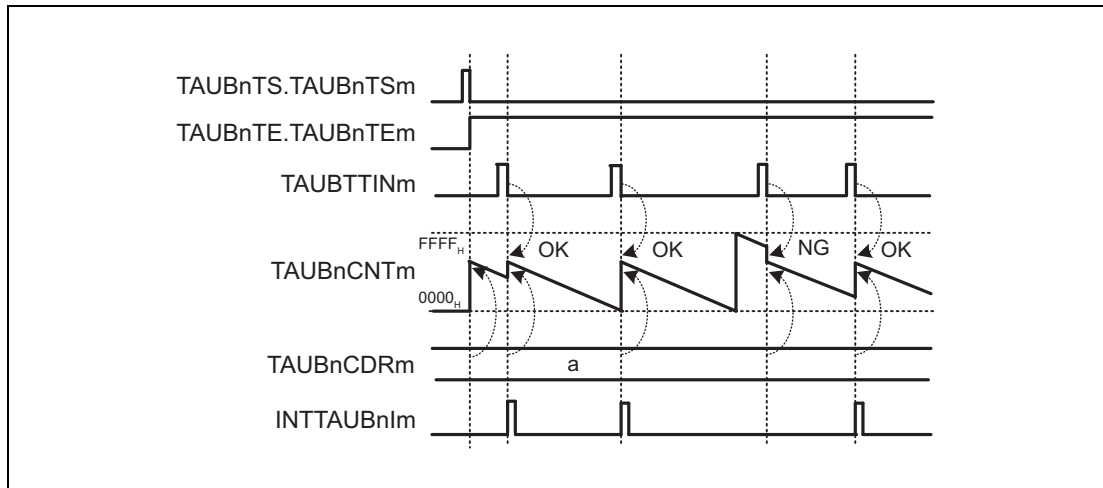 TAUBnTS.TAUBnTSm
TAUBnTE.TAUBnTEm
TAUBTTINm
FFFFH
OK
OK
NG
OK
TAUBnCNTm
0000H
TAUBnCDRm
a
INTTAUBnIm